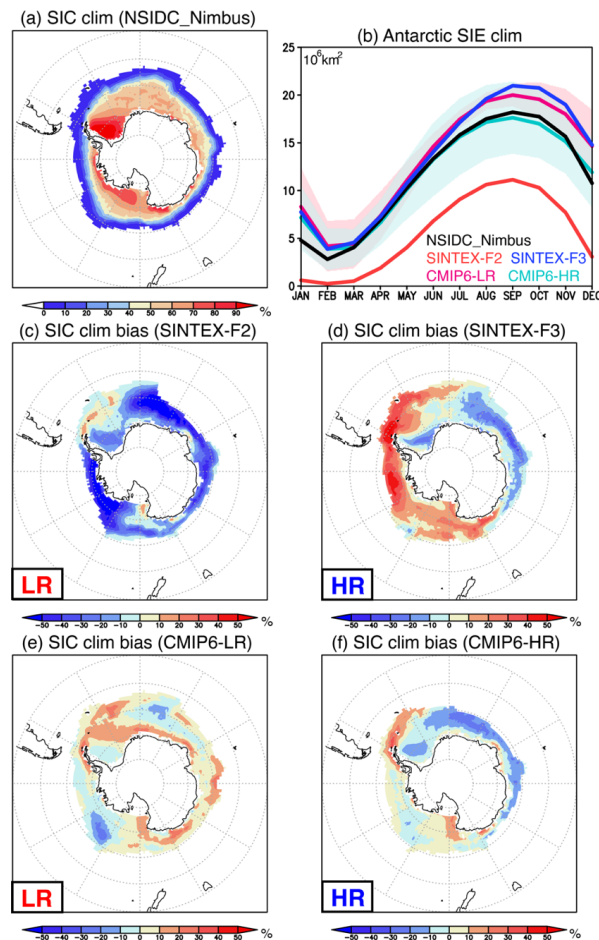 (a) SIC clim (NSIDC_Nimbus)
0 10 20 30 40 50 60 70 80 90 %
(b) Antarctic SIE clim
10⁶km²
25
20
15
10
5
0
NSIDC_Nimbus
SINTEX-F2 SINTEX-F3
CMIP6-LR CMIP6-HR
JAN FEB MAR APR MAY JUN JUL AUG SEP OCT NOV DEC
(c) SIC clim bias (SINTEX-F2)
LR
-50 -40 -30 -20 -10 0 10 20 30 40 50 %
(d) SIC clim bias (SINTEX-F3)
HR
-50 -40 -30 -20 -10 0 10 20 30 40 50 %
(e) SIC clim bias (CMIP6-LR)
LR
-50 -40 -30 -20 -10 0 10 20 30 40 50 %
(f) SIC clim bias (CMIP6-HR)
HR
-50 -40 -30 -20 -10 0 10 20 30 40 50 %